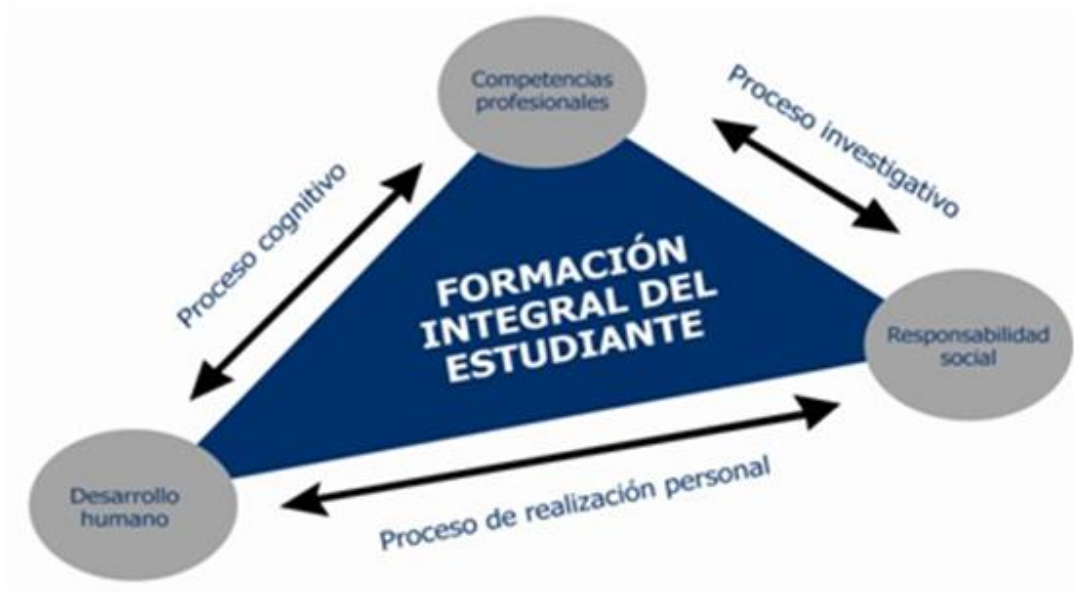 Competencias
profesionales
Proceso investigativo
Proceso cognitivo
FORMACIÓN
INTEGRAL DEL
ESTUDIANTE
Responsabilidad
social
Desarrollo
humano
Proceso de realización personal